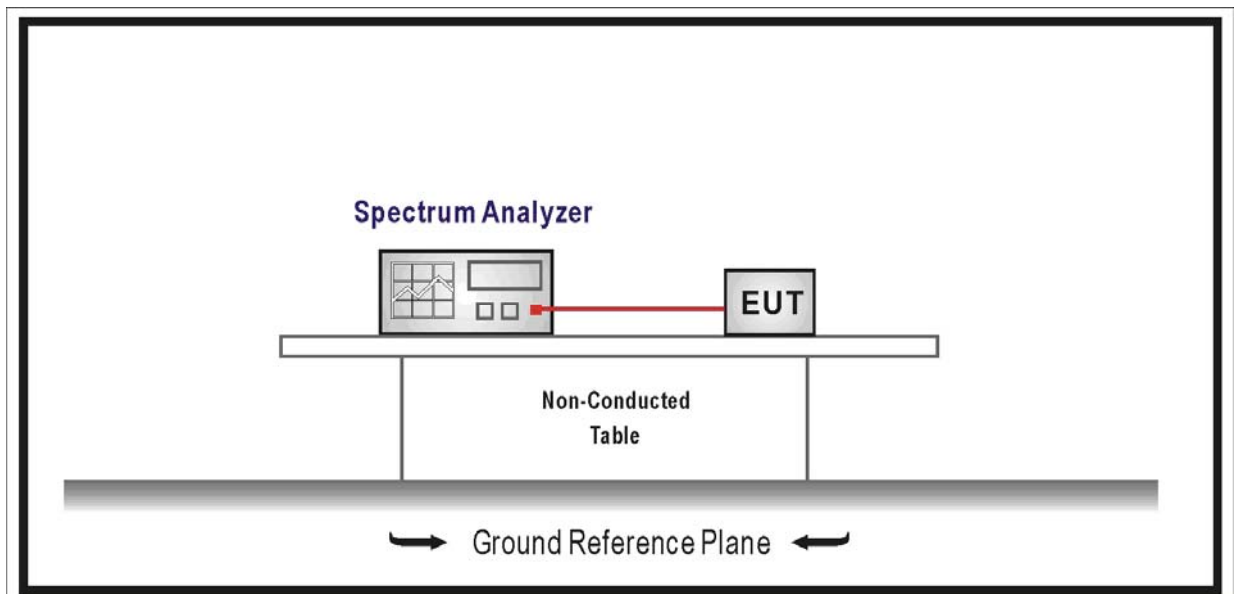 Spectrum Analyzer
EUT
Non-Conducted
Table
Ground Reference Plane